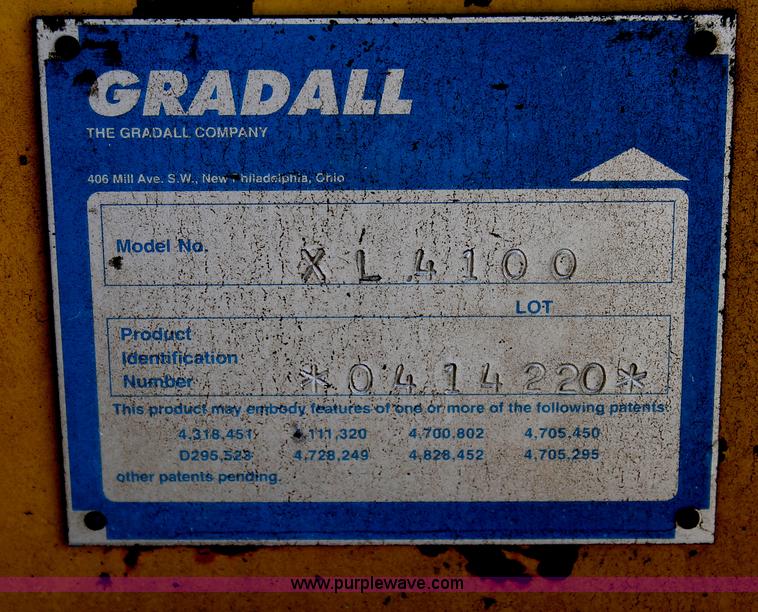 GRADALL
THE GRADALL COMPANY
406 Mill Ave. S.W., New Philadelphia, Ohio
Model No. XL4100
LOT
Product
Identification
Number *0414220*
This product may embody features of one or more of the following patents
4,318,451 4,111,320 4,700,802 4,705,450
D295,523 4,728,249 4,828,452 4,705,295
other patents pending.
www.purplewave.com